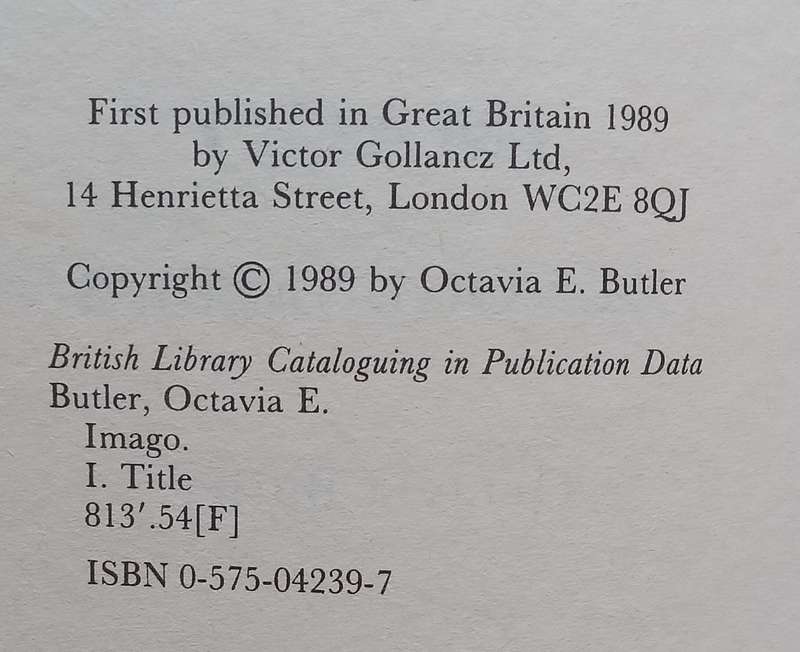 First published in Great Britain 1989
by Victor Gollancz Ltd,
14 Henrietta Street, London WC2E 8QJ
Copyright © 1989 by Octavia E. Butler
British Library Cataloguing in Publication Data
Butler, Octavia E.
Imago.
I. Title
813′.54[F]
ISBN 0-575-04239-7